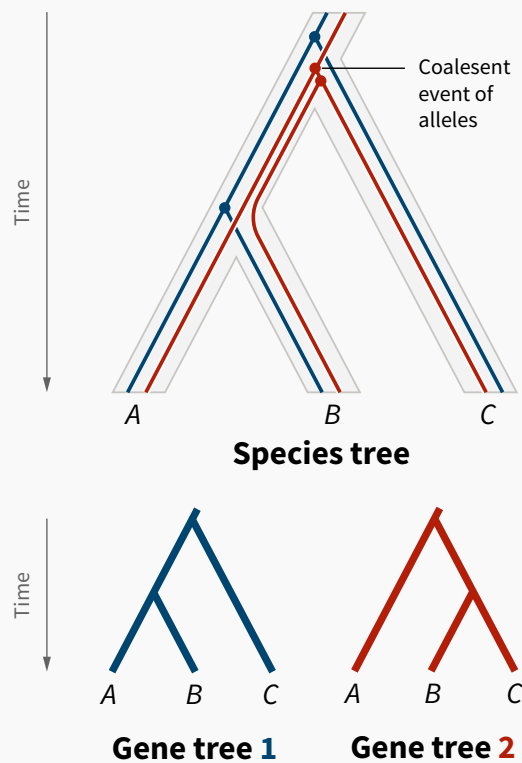 Coalesent
event of
alleles
Time
A B C
Species tree
Time
A B C A B C
Gene tree 1 Gene tree 2